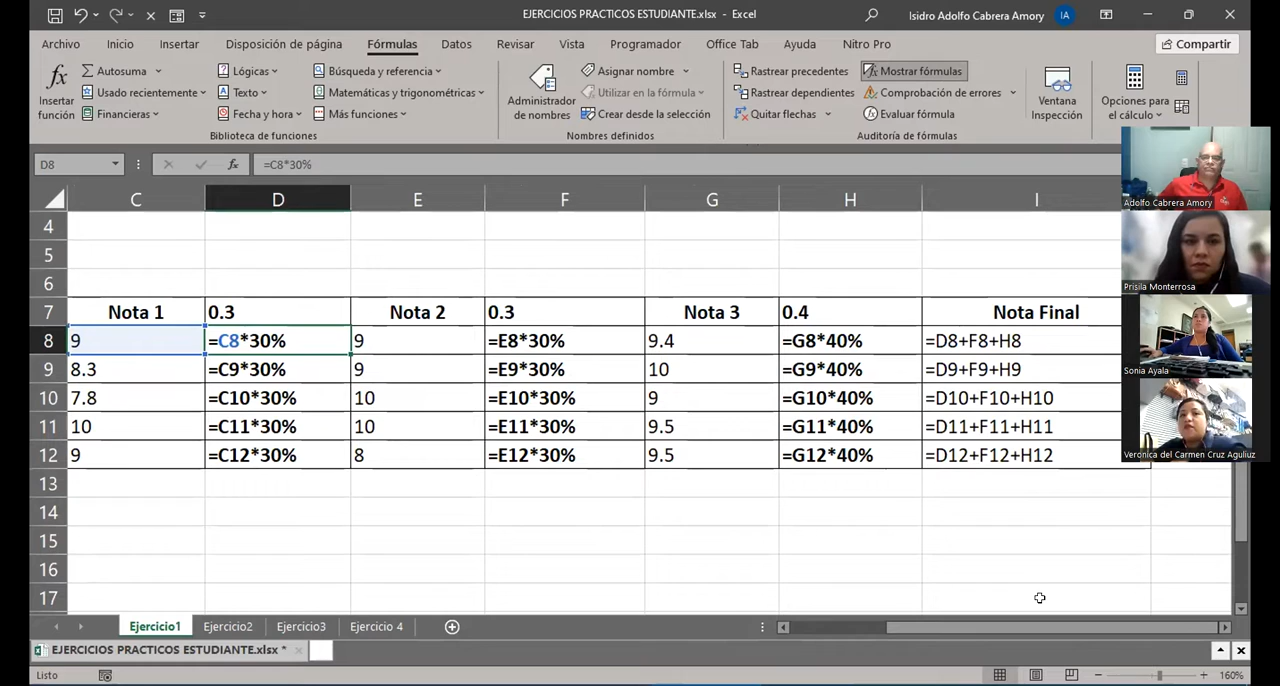 EJERCICIOS PRACTICOS ESTUDIANTE.xlsx - Excel
Isidro Adolfo Cabrera Amory
IA
Archivo Inicio Insertar Disposición de página Fórmulas Datos Revisar Vista Programador Office Tab Ayuda Nitro Pro
Compartir
fx Insertar función
Autosuma
Usado recientemente
Financieras
Lógicas
Texto
Fecha y hora
Búsqueda y referencia
Matemáticas y trigonométricas
Más funciones
Biblioteca de funciones
Administrador de nombres
Asignar nombre
Utilizar en la fórmula
Crear desde la selección
Nombres definidos
Rastrear precedentes
Rastrear dependientes
Quitar flechas
Mostrar fórmulas
Comprobación de errores
Evaluar fórmula
Auditoría de fórmulas
Ventana Inspección
Opciones para el cálculo
D8 fx =C8*30%
C D E F G H I
4
5
6
7 Nota 1 0.3 Nota 2 0.3 Nota 3 0.4 Nota Final
8 9 =C8*30% 9 =E8*30% 9.4 =G8*40% =D8+F8+H8
9 8.3 =C9*30% 9 =E9*30% 10 =G9*40% =D9+F9+H9
10 7.8 =C10*30% 10 =E10*30% 9 =G10*40% =D10+F10+H10
11 10 =C11*30% 10 =E11*30% 9.5 =G11*40% =D11+F11+H11
12 9 =C12*30% 8 =E12*30% 9.5 =G12*40% =D12+F12+H12
13
14
15
16
17
Adolfo Cabrera Amory
Prisila Monterrosa
Sonia Ayala
Veronica del Carmen Cruz Aguiluz
Ejercicio1 Ejercicio2 Ejercicio3 Ejercicio 4
EJERCICIOS PRACTICOS ESTUDIANTE.xlsx *
Listo
160%